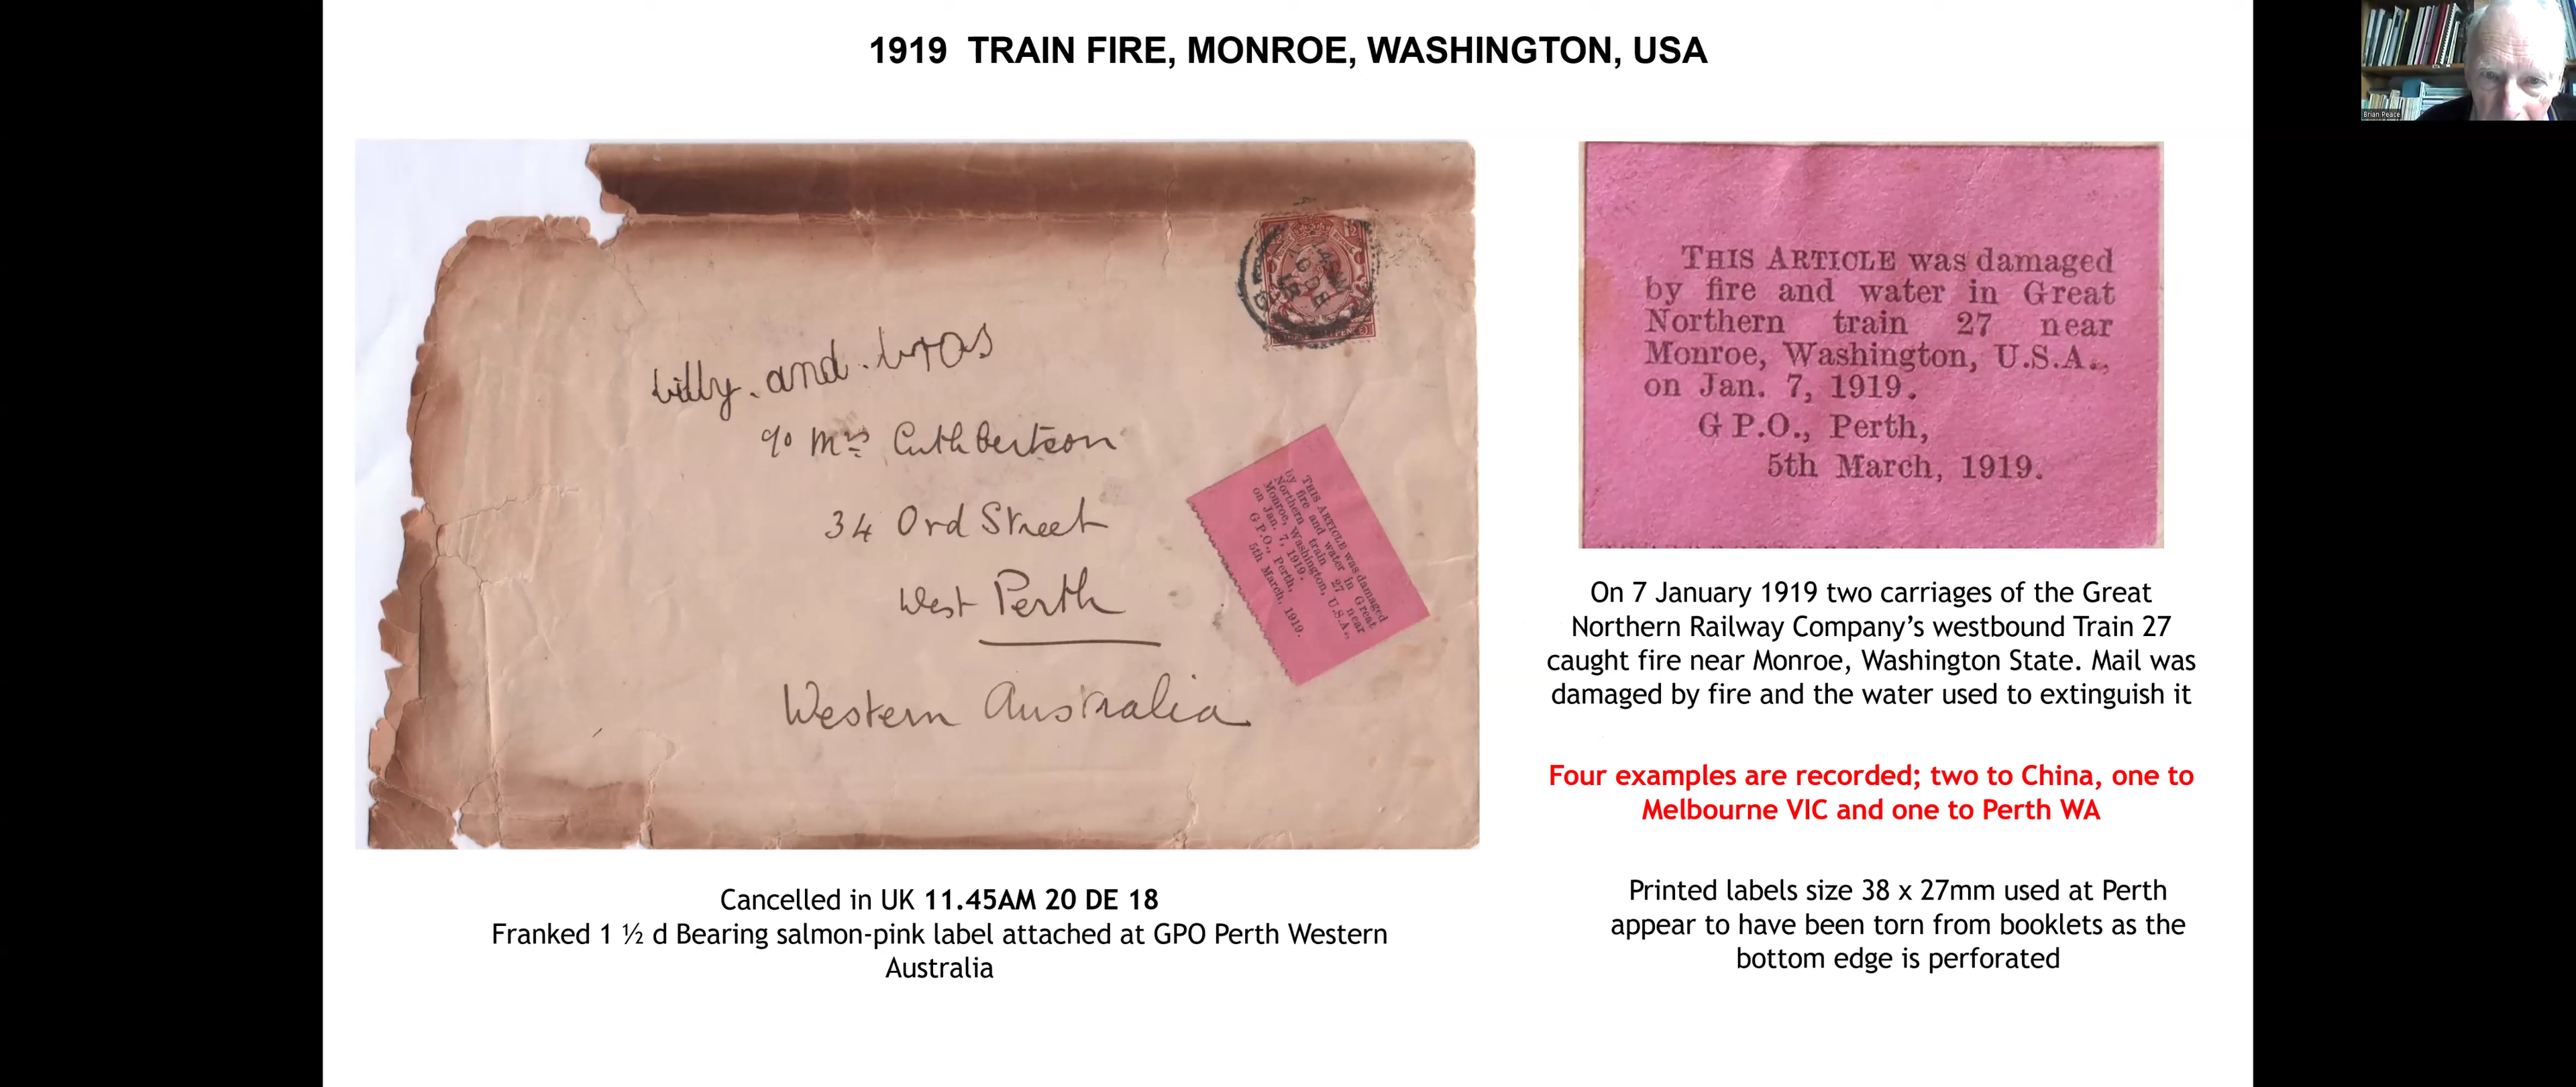 1919 TRAIN FIRE, MONROE, WASHINGTON, USA
Brian Peace
and
c/o Mrs Cuthbertson
34 Ord Street
West Perth
Western Australia
THIS ARTICLE was damaged
by fire and water in Great
Northern train 27 near
Monroe, Washington, U.S.A.,
on Jan. 7, 1919.
G.P.O., Perth,
5th March, 1919.
Cancelled in UK 11.45AM 20 DE 18
Franked 1 ½ d Bearing salmon-pink label attached at GPO Perth Western
Australia
THIS ARTICLE was damaged
by fire and water in Great
Northern train 27 near
Monroe, Washington, U.S.A.,
on Jan. 7, 1919.
G P.O., Perth,
5th March, 1919.
On 7 January 1919 two carriages of the Great
Northern Railway Company’s westbound Train 27
caught fire near Monroe, Washington State. Mail was
damaged by fire and the water used to extinguish it
Four examples are recorded; two to China, one to
Melbourne VIC and one to Perth WA
Printed labels size 38 x 27mm used at Perth
appear to have been torn from booklets as the
bottom edge is perforated